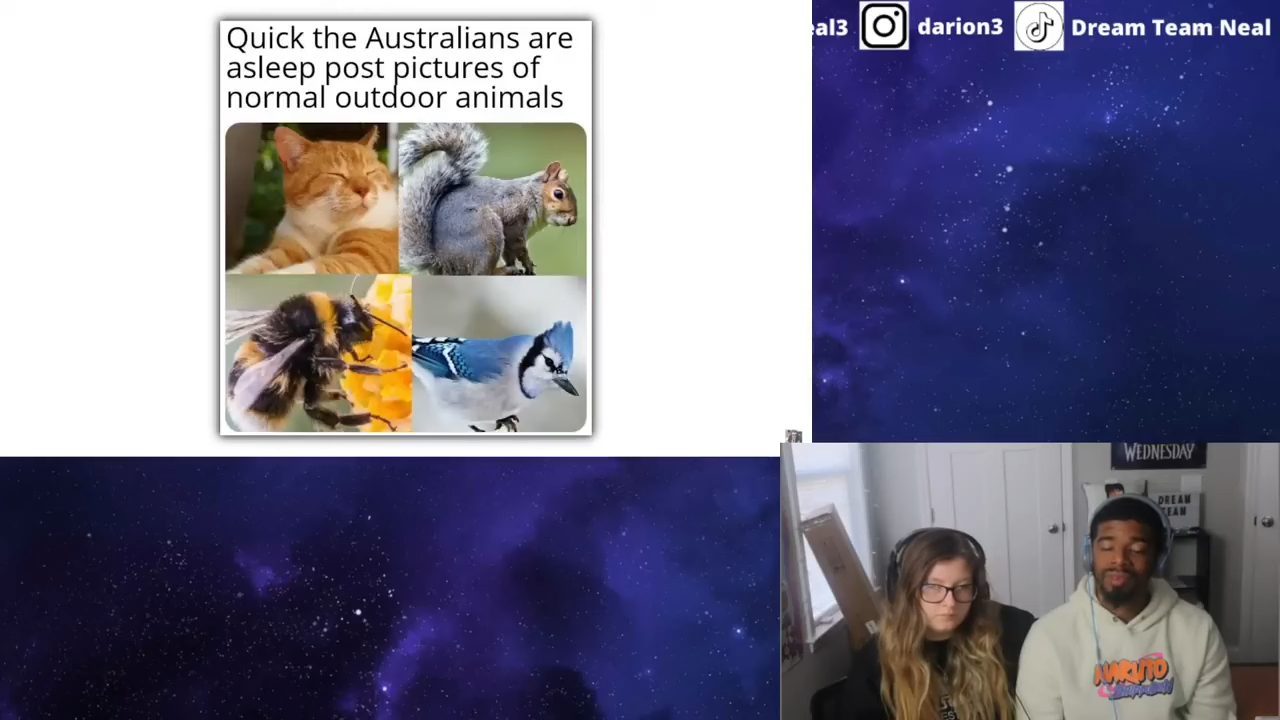 Quick the Australians are
asleep post pictures of
normal outdoor animals
eal3 darion3 Dream Team Neal
WEDNESDAY
DREAM
TEAM
NARUTO